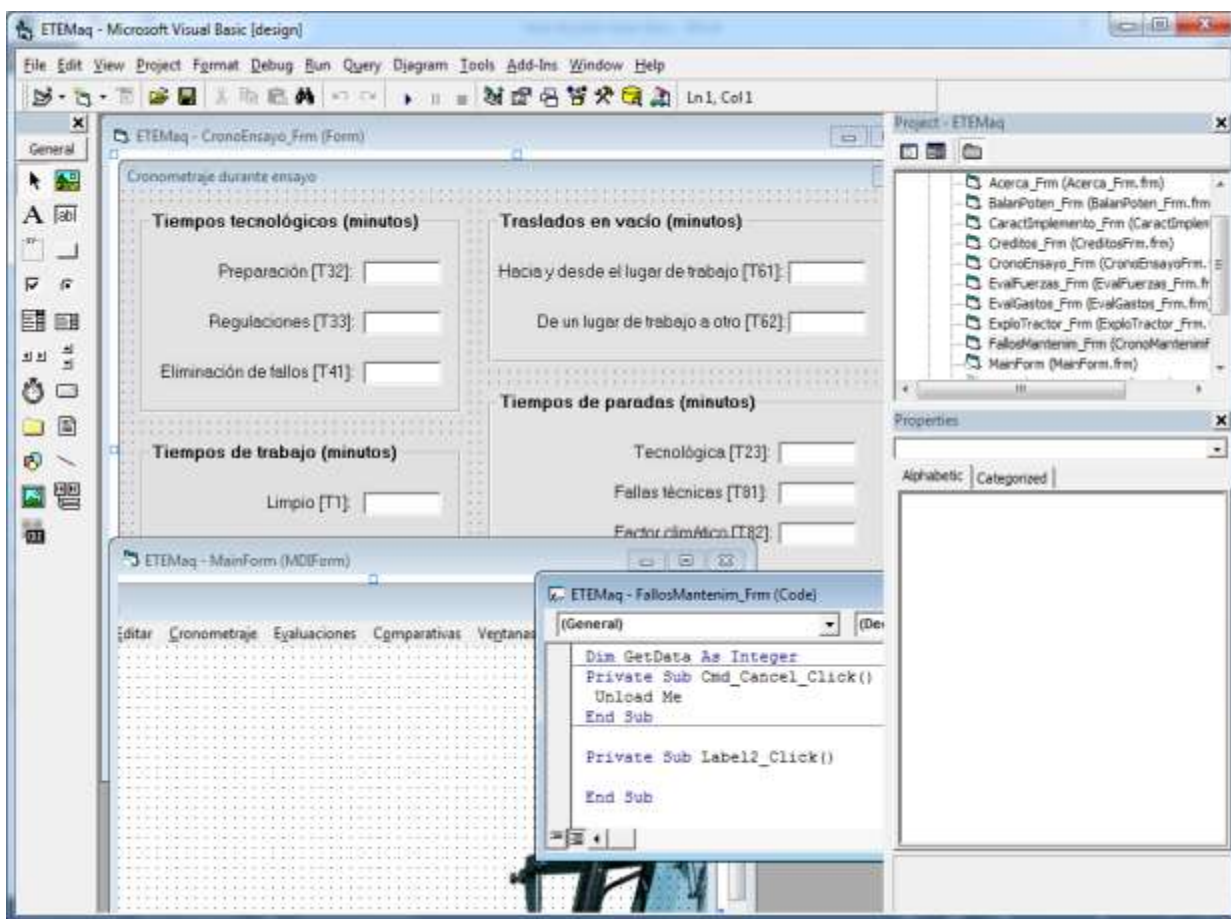 ETEMaq - Microsoft Visual Basic [design]
File Edit View Project Format Debug Run Query Diagram Tools Add-Ins Window Help
Ln 1, Col 1
General
ETEMaq - CronoEnsayo_Frm (Form)
Cronometraje durante ensayo
Tiempos tecnológicos (minutos)
Preparación [T32]:
Regulaciones [T33]:
Eliminación de fallos [T41]:
Tiempos de trabajo (minutos)
Limpio [T1]:
Traslados en vacío (minutos)
Hacia y desde el lugar de trabajo [T61]:
De un lugar de trabajo a otro [T62]:
Tiempos de paradas (minutos)
Tecnológica [T23]:
Fallas técnicas [T81]:
Factor climático [T82]:
ETEMaq - MainForm (MDIForm)
Editar Cronometraje Evaluaciones Comparativas Ventanas
ETEMaq - FallosMantenim_Frm (Code)
(General)
(De
Dim GetData As Integer
Private Sub Cmd_Cancel_Click()
Unload Me
End Sub
Private Sub Label2_Click()
End Sub
Project - ETEMaq
Acerca_Frm (Acerca_Frm.frm)
BalanPoten_Frm (BalanPoten_Frm.frm
CaractImplemento_Frm (CaractImplem
Creditos_Frm (CreditosFrm.frm)
CronoEnsayo_Frm (CronoEnsayoFrm.
EvalFuerzas_Frm (EvalFuerzas_Frm.fr
EvalGastos_Frm (EvalGastos_Frm.frm)
ExploTractor_Frm (ExploTractor_Frm.
FallosMantenim_Frm (CronoMantenimF
MainForm (MainForm.frm)
Properties
Alphabetic Categorized